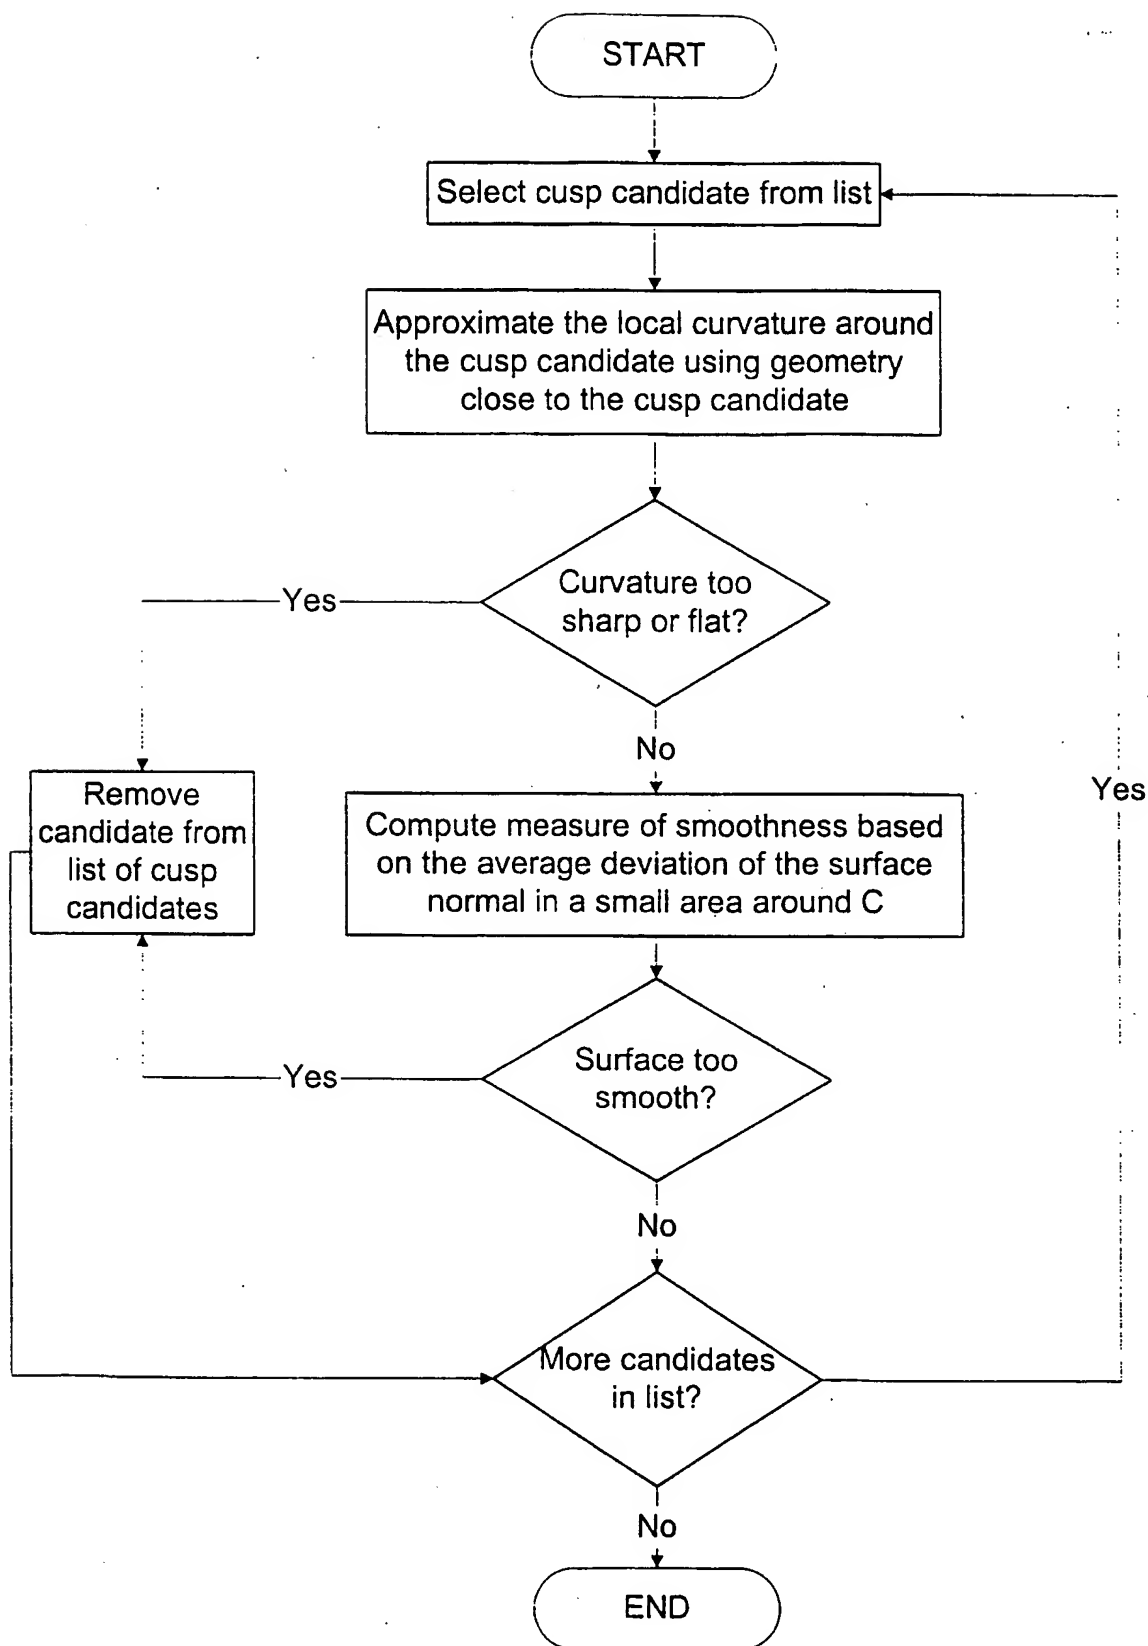 START
Select cusp candidate from list
Approximate the local curvature around
the cusp candidate using geometry
close to the cusp candidate
Curvature too
sharp or flat?
Yes
No
Remove
candidate from
list of cusp
candidates
Compute measure of smoothness based
on the average deviation of the surface
normal in a small area around C
Yes
Surface too
smooth?
Yes
No
More candidates
in list?
No
END